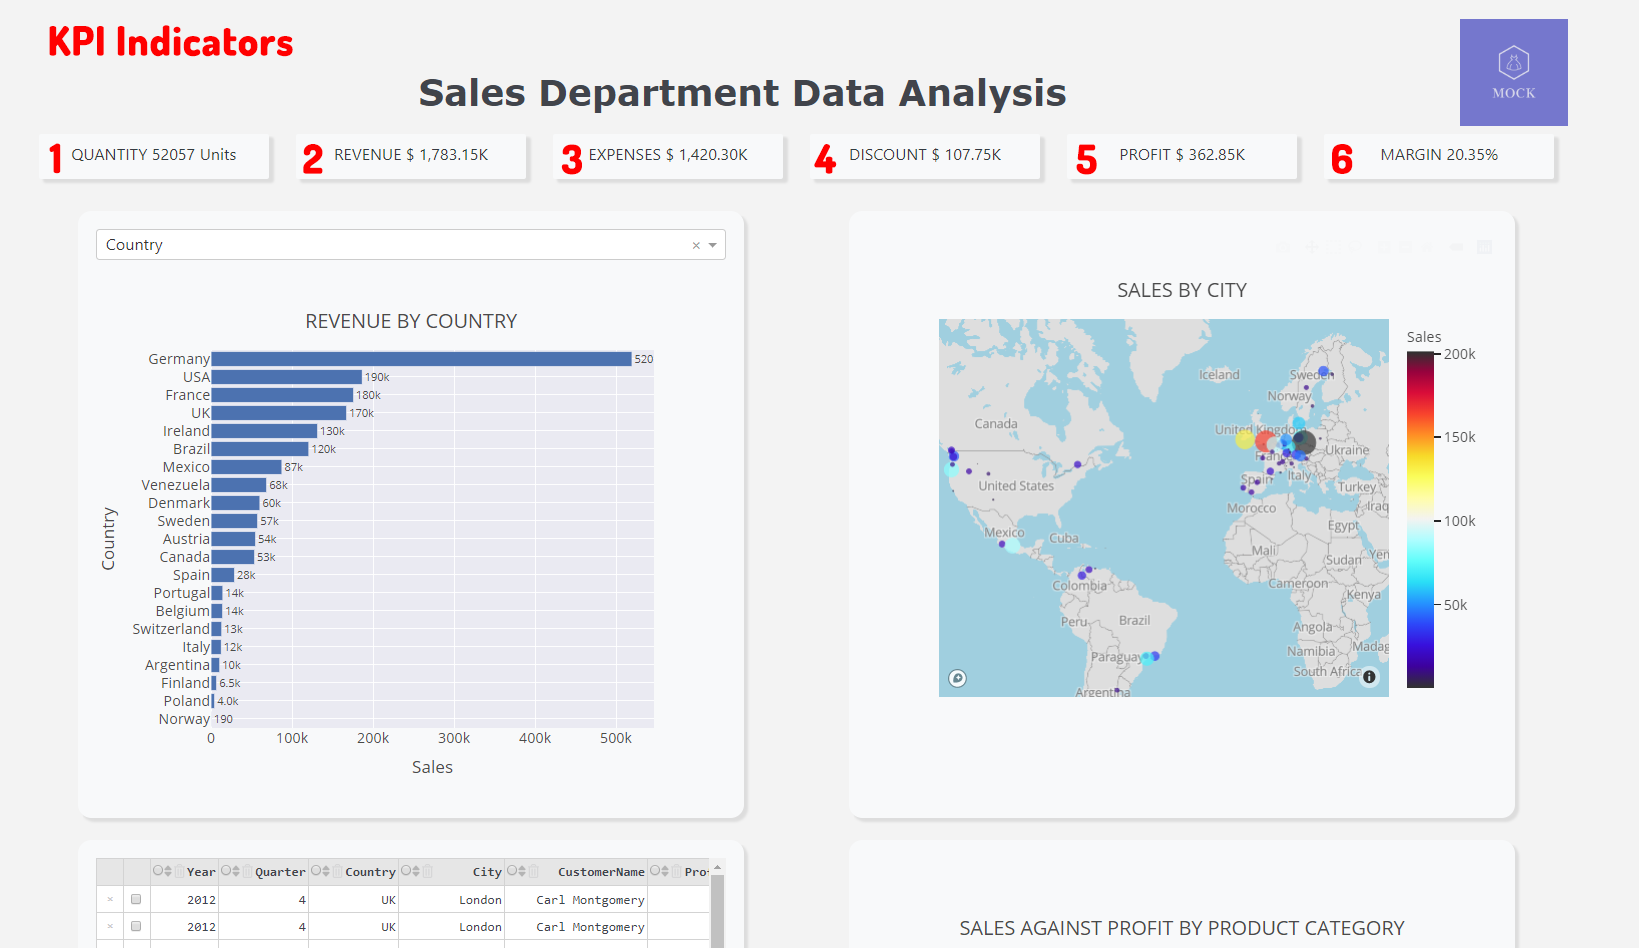 KPI Indicators
MOCK
Sales Department Data Analysis
1 QUANTITY 52057 Units
2 REVENUE $ 1,783.15K
3 EXPENSES $ 1,420.30K
4 DISCOUNT $ 107.75K
5 PROFIT $ 362.85K
6 MARGIN 20.35%
Country
REVENUE BY COUNTRY
Germany 520
USA 190k
France 180k
UK 170k
Ireland 130k
Brazil 120k
Mexico 87k
Venezuela 68k
Denmark 60k
Sweden 57k
Austria 54k
Canada 53k
Spain 28k
Portugal 14k
Belgium 14k
Switzerland 13k
Italy 12k
Argentina 10k
Finland 6.5k
Poland 4.0k
Norway 190
0 100k 200k 300k 400k 500k
Sales
Country
SALES BY CITY
Iceland
Sweden
Norway
Canada
United Kingdom
Ukraine
France
United States
Spain
Italy
Turkey
Morocco
Iraq
Mexico
Cuba
Egypt
Mali
Sudan
Yen
Colombia
Cameroon
Kenya
Peru
Brazil
Angola
Paraguay
Namibia
Madag
South Africa
Argentina
Sales
200k
150k
100k
50k
Year Quarter Country City CustomerName Pro
2012 4 UK London Carl Montgomery
2012 4 UK London Carl Montgomery
SALES AGAINST PROFIT BY PRODUCT CATEGORY